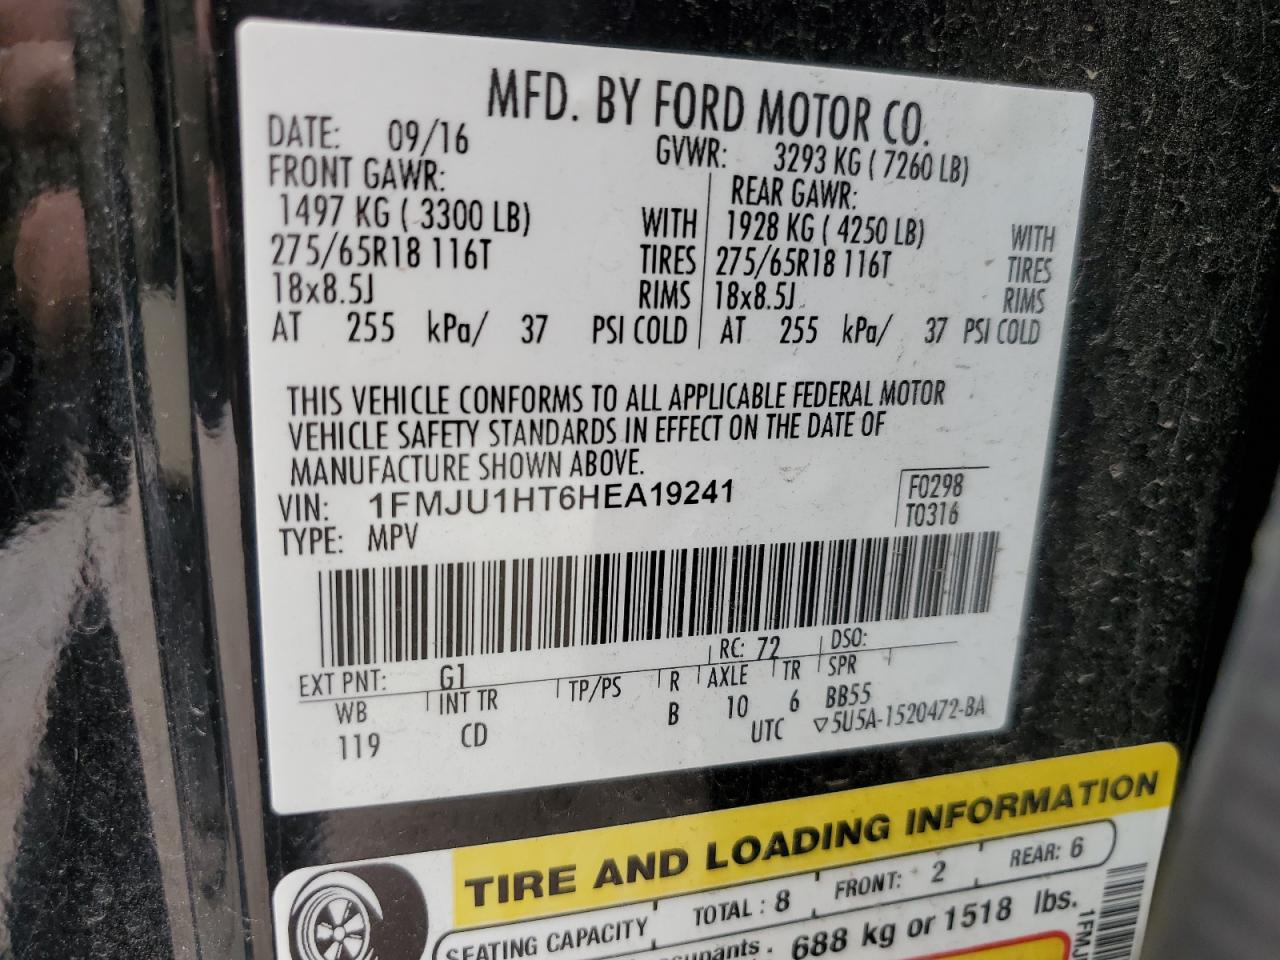 MFD. BY FORD MOTOR CO.
DATE: 09/16 GVWR: 3293 KG ( 7260 LB)
FRONT GAWR: REAR GAWR:
1497 KG ( 3300 LB) WITH 1928 KG ( 4250 LB) WITH
275/65R18 116T TIRES 275/65R18 116T TIRES
18x8.5J RIMS 18x8.5J RIMS
AT 255 kPa/ 37 PSI COLD AT 255 kPa/ 37 PSI COLD
THIS VEHICLE CONFORMS TO ALL APPLICABLE FEDERAL MOTOR
VEHICLE SAFETY STANDARDS IN EFFECT ON THE DATE OF
MANUFACTURE SHOWN ABOVE.
VIN: 1FMJU1HT6HEA19241 F0298
TYPE: MPV T0316
EXT PNT: G1 RC: 72 DSO:
WB INT TR TP/PS R AXLE TR SPR
119 CD B 10 6 BB55
UTC ▽5U5A-1520472-BA
TIRE AND LOADING INFORMATION
SEATING CAPACITY TOTAL : 8 FRONT: 2 REAR: 6
688 kg or 1518 lbs.